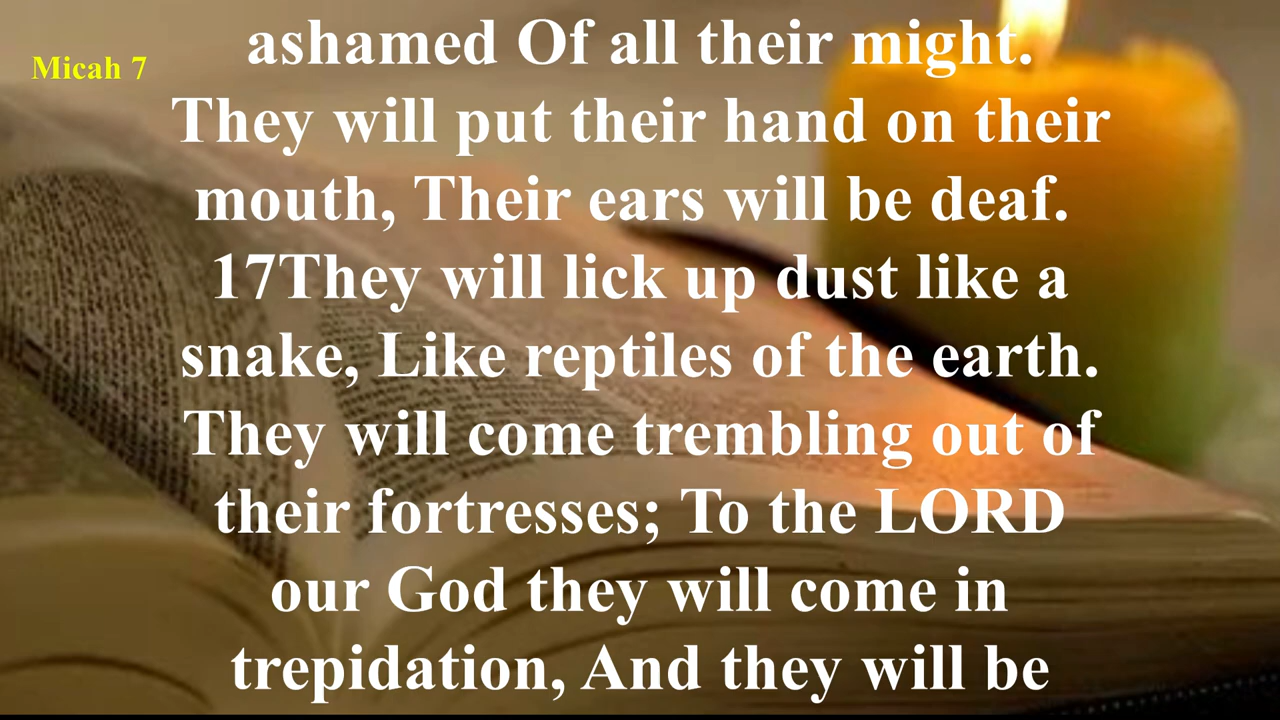 Micah 7
ashamed Of all their might.
They will put their hand on their
mouth, Their ears will be deaf.
17They will lick up dust like a
snake, Like reptiles of the earth.
They will come trembling out of
their fortresses; To the LORD
our God they will come in
trepidation, And they will be